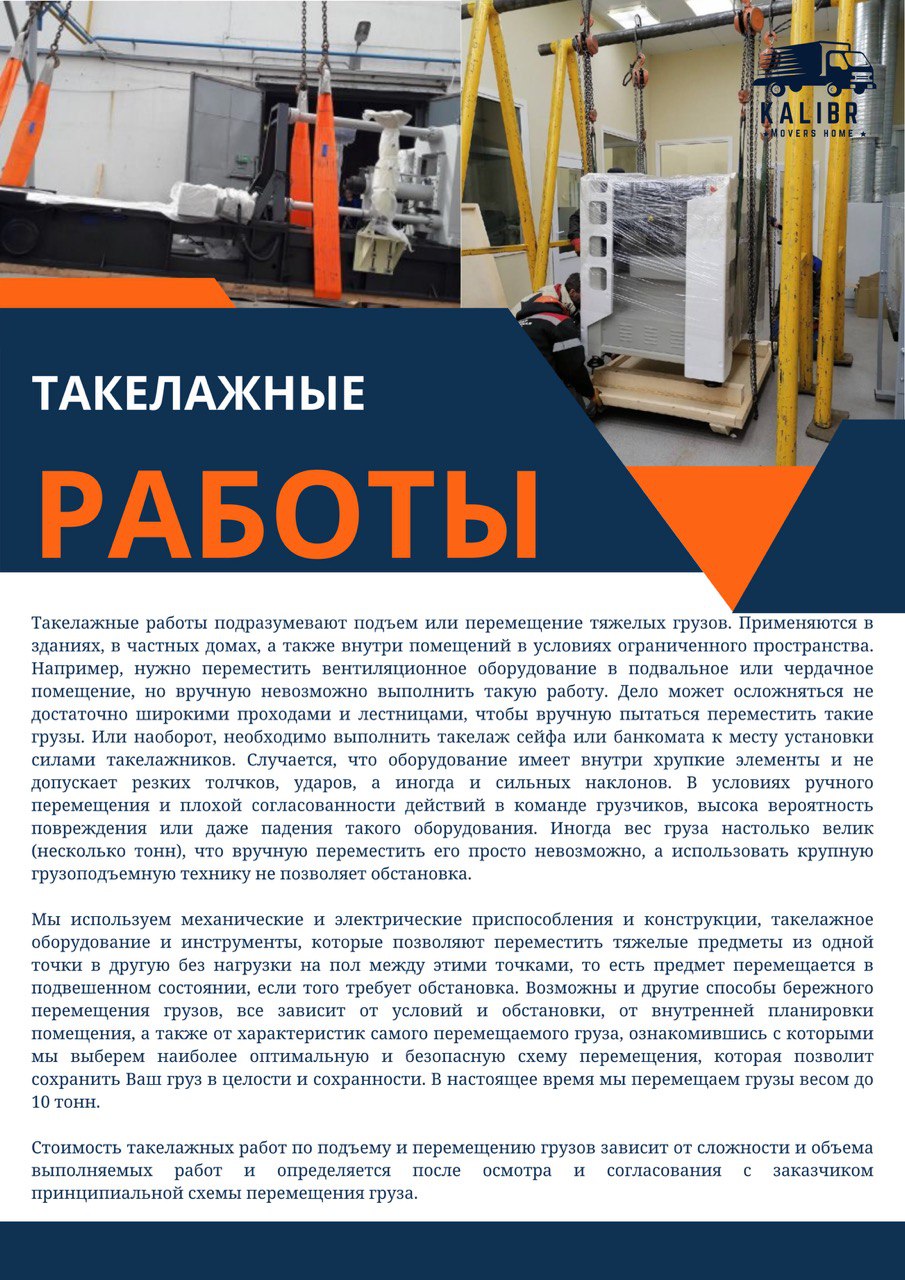 KALIBR
MOVERS HOME
ТАКЕЛАЖНЫЕ
РАБОТЫ
Такелажные работы подразумевают подъем или перемещение тяжелых грузов. Применяются в
зданиях, в частных домах, а также внутри помещений в условиях ограниченного пространства.
Например, нужно переместить вентиляционное оборудование в подвальное или чердачное
помещение, но вручную невозможно выполнить такую работу. Дело может осложняться не
достаточно широкими проходами и лестницами, чтобы вручную пытаться переместить такие
грузы. Или наоборот, необходимо выполнить такелаж сейфа или банкомата к месту установки
силами такелажников. Случается, что оборудование имеет внутри хрупкие элементы и не
допускает резких толчков, ударов, а иногда и сильных наклонов. В условиях ручного
перемещения и плохой согласованности действий в команде грузчиков, высока вероятность
повреждения или даже падения такого оборудования. Иногда вес груза настолько велик
(несколько тонн), что вручную переместить его просто невозможно, а использовать крупную
грузоподъемную технику не позволяет обстановка.
Мы используем механические и электрические приспособления и конструкции, такелажное
оборудование и инструменты, которые позволяют переместить тяжелые предметы из одной
точки в другую без нагрузки на пол между этими точками, то есть предмет перемещается в
подвешенном состоянии, если того требует обстановка. Возможны и другие способы бережного
перемещения грузов, все зависит от условий и обстановки, от внутренней планировки
помещения, а также от характеристик самого перемещаемого груза, ознакомившись с которыми
мы выберем наиболее оптимальную и безопасную схему перемещения, которая позволит
сохранить Ваш груз в целости и сохранности. В настоящее время мы перемещаем грузы весом до
10 тонн.
Стоимость такелажных работ по подъему и перемещению грузов зависит от сложности и объема
выполняемых работ и определяется после осмотра и согласования с заказчиком
принципиальной схемы перемещения груза.